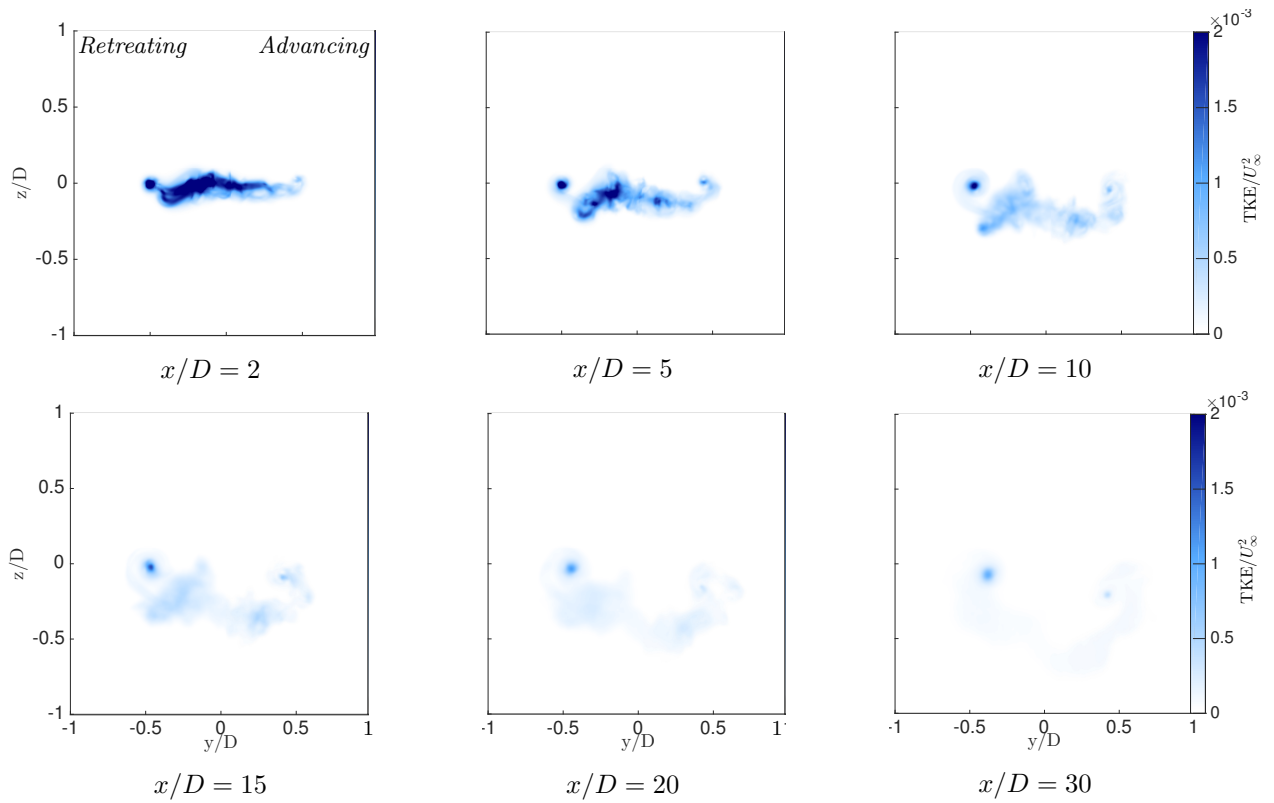 1
Retreating Advancing
0.5
z/D
0
-0.5
-1
x/D = 2
x/D = 5
x/D = 10
×10-3
2
1.5
1
0.5
0
TKE/U²∞
1
0.5
z/D
0
-0.5
-1
-1 -0.5 0 0.5 1
y/D
x/D = 15
-1 -0.5 0 0.5 1
y/D
x/D = 20
-1 -0.5 0 0.5 1
y/D
x/D = 30
×10-3
2
1.5
1
0.5
0
TKE/U²∞